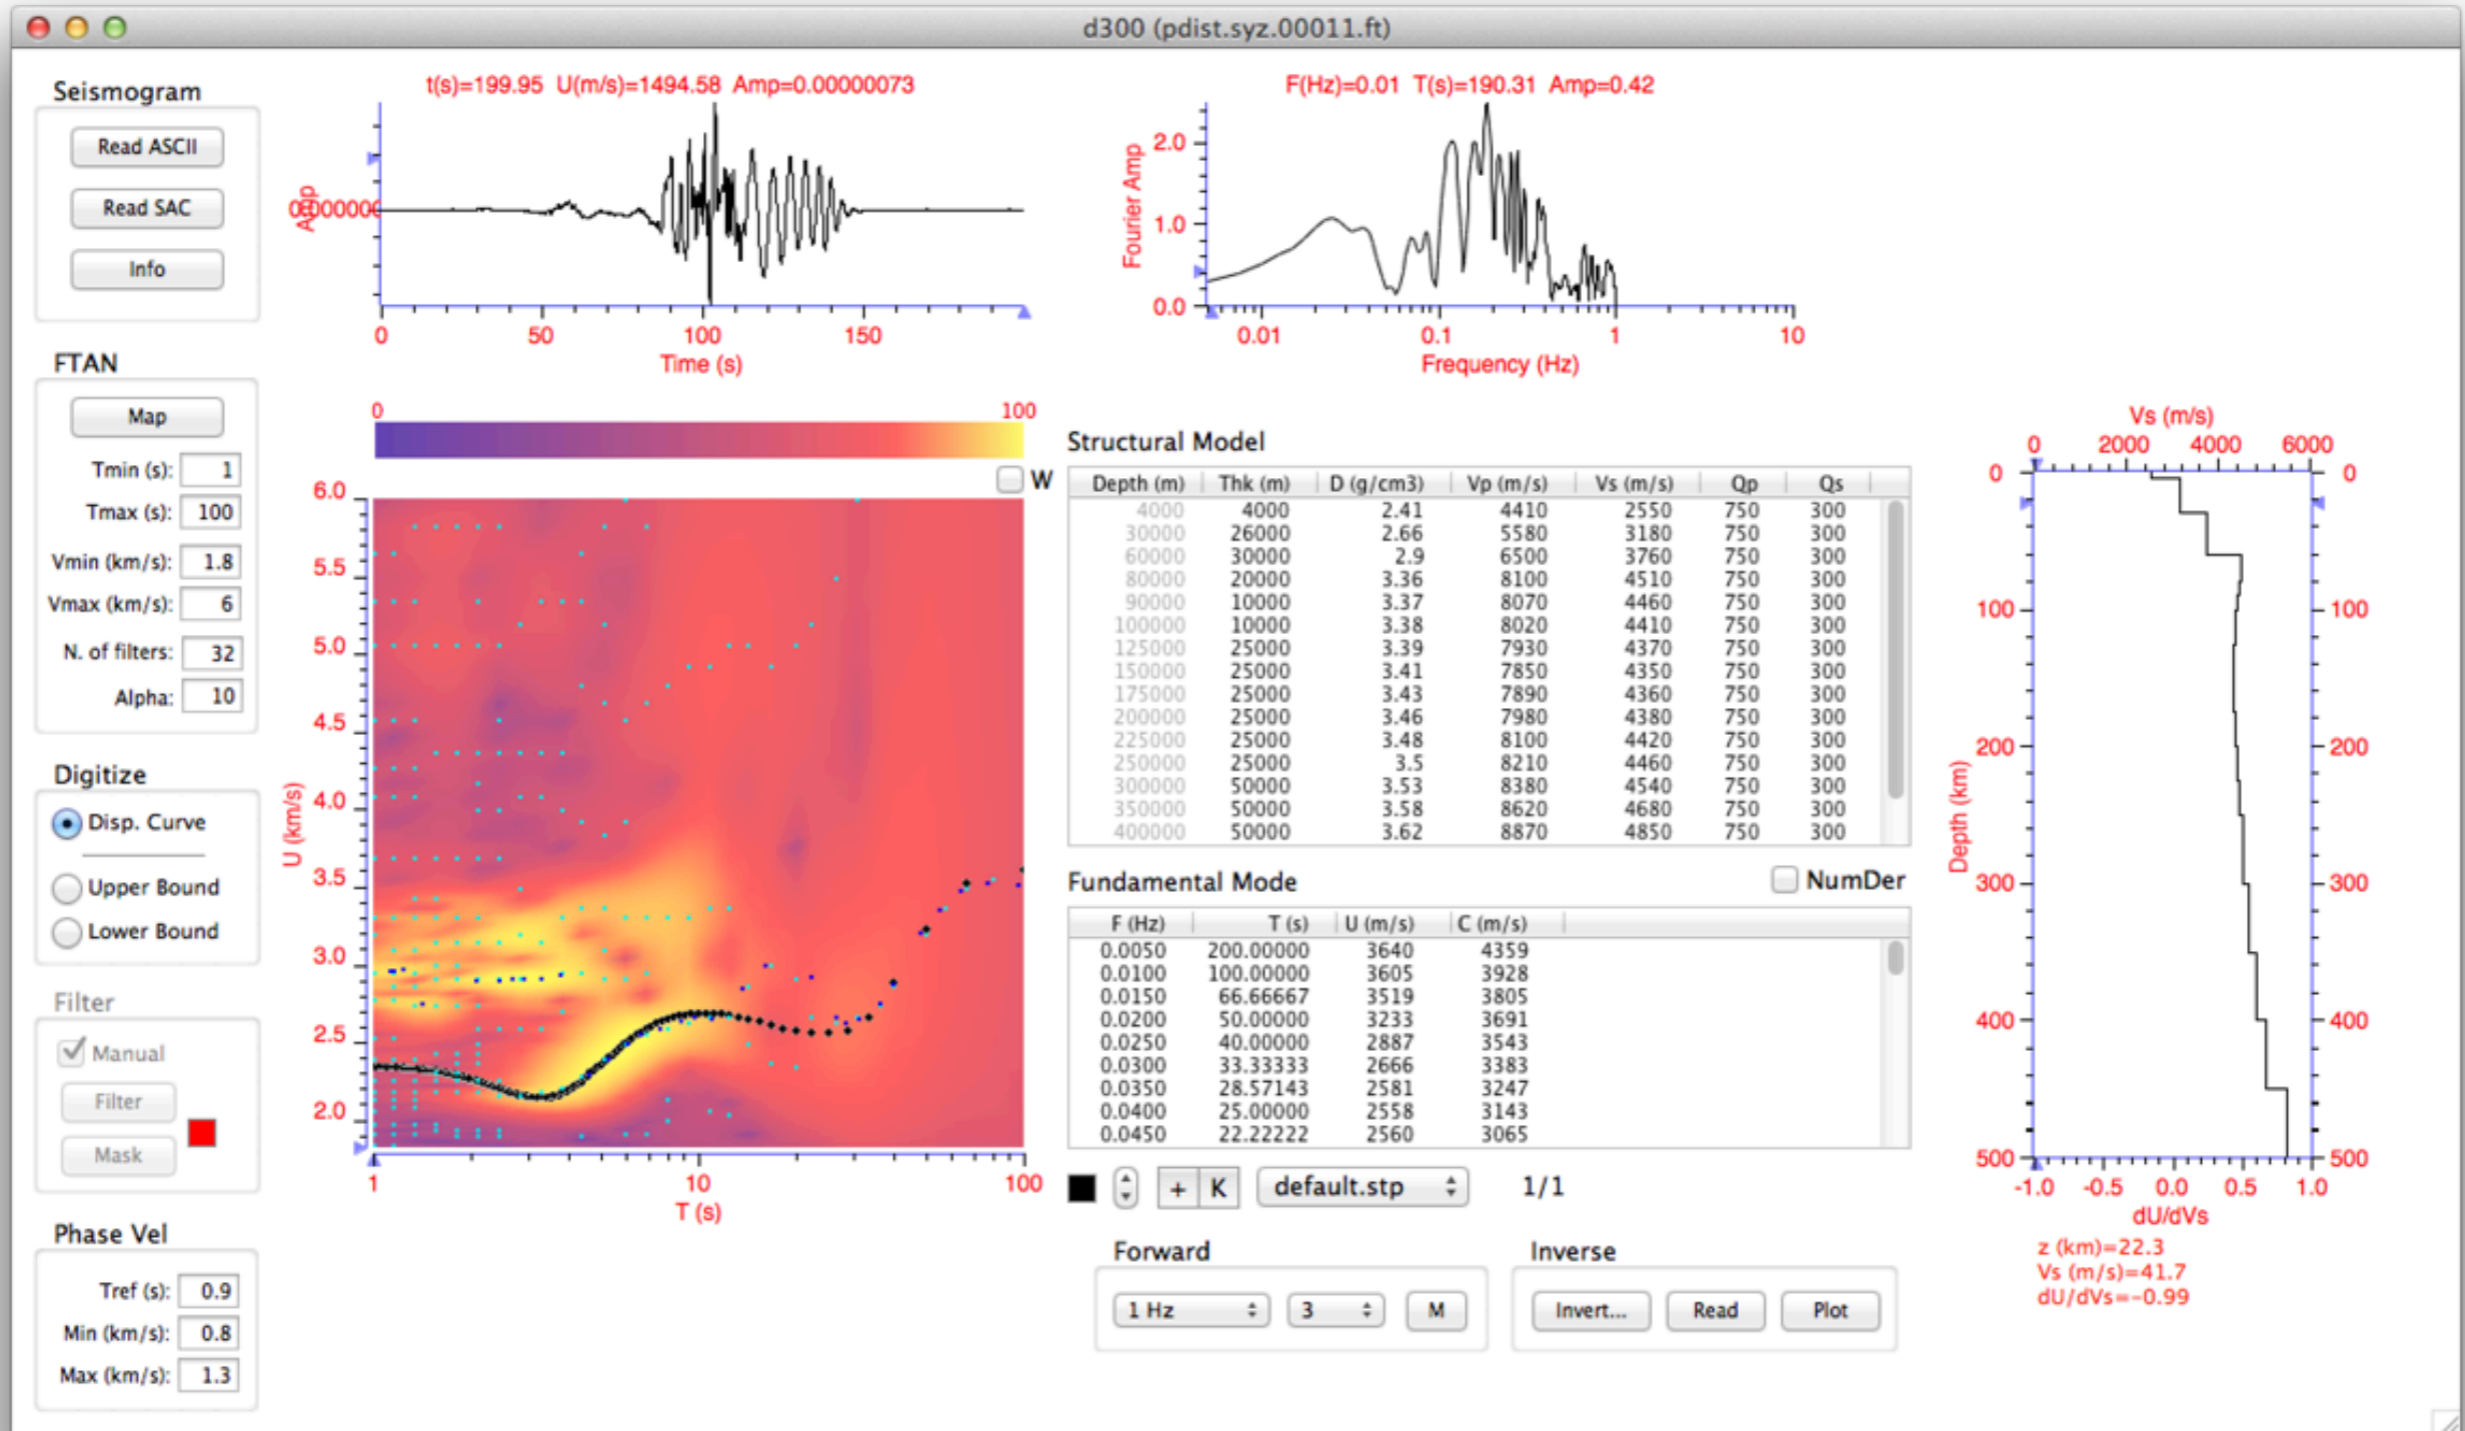 d300 (pdist.syz.00011.ft)
Seismogram
Read ASCII
Read SAC
Info
t(s)=199.95 U(m/s)=1494.58 Amp=0.00000073
Amp
0.000000
0 50 100 150
Time (s)
F(Hz)=0.01 T(s)=190.31 Amp=0.42
Fourier Amp
2.0
1.0
0.0
0.01 0.1 1 10
Frequency (Hz)
FTAN
Map
Tmin (s): 1
Tmax (s): 100
Vmin (km/s): 1.8
Vmax (km/s): 6
N. of filters: 32
Alpha: 10
Digitize
Disp. Curve
Upper Bound
Lower Bound
Filter
Manual
Filter
Mask
Phase Vel
Tref (s): 0.9
Min (km/s): 0.8
Max (km/s): 1.3
0 100
W
U (km/s)
6.0
5.5
5.0
4.5
4.0
3.5
3.0
2.5
2.0
1 10 100
T (s)
Structural Model
Depth (m) Thk (m) D (g/cm3) Vp (m/s) Vs (m/s) Qp Qs
4000 4000 2.41 4410 2550 750 300
30000 26000 2.66 5580 3180 750 300
60000 30000 2.9 6500 3760 750 300
80000 20000 3.36 8100 4510 750 300
90000 10000 3.37 8070 4460 750 300
100000 10000 3.38 8020 4410 750 300
125000 25000 3.39 7930 4370 750 300
150000 25000 3.41 7850 4350 750 300
175000 25000 3.43 7890 4360 750 300
200000 25000 3.46 7980 4380 750 300
225000 25000 3.48 8100 4420 750 300
250000 25000 3.5 8210 4460 750 300
300000 50000 3.53 8380 4540 750 300
350000 50000 3.58 8620 4680 750 300
400000 50000 3.62 8870 4850 750 300
Fundamental Mode
NumDer
F (Hz) T (s) U (m/s) C (m/s)
0.0050 200.00000 3640 4359
0.0100 100.00000 3605 3928
0.0150 66.66667 3519 3805
0.0200 50.00000 3233 3691
0.0250 40.00000 2887 3543
0.0300 33.33333 2666 3383
0.0350 28.57143 2581 3247
0.0400 25.00000 2558 3143
0.0450 22.22222 2560 3065
+ K default.stp 1/1
Forward
1 Hz 3 M
Inverse
Invert... Read Plot
Vs (m/s)
0 2000 4000 6000
Depth (km)
0 0
100 100
200 200
300 300
400 400
500 500
-1.0 -0.5 0.0 0.5 1.0
dU/dVs
z (km)=22.3
Vs (m/s)=41.7
dU/dVs=-0.99